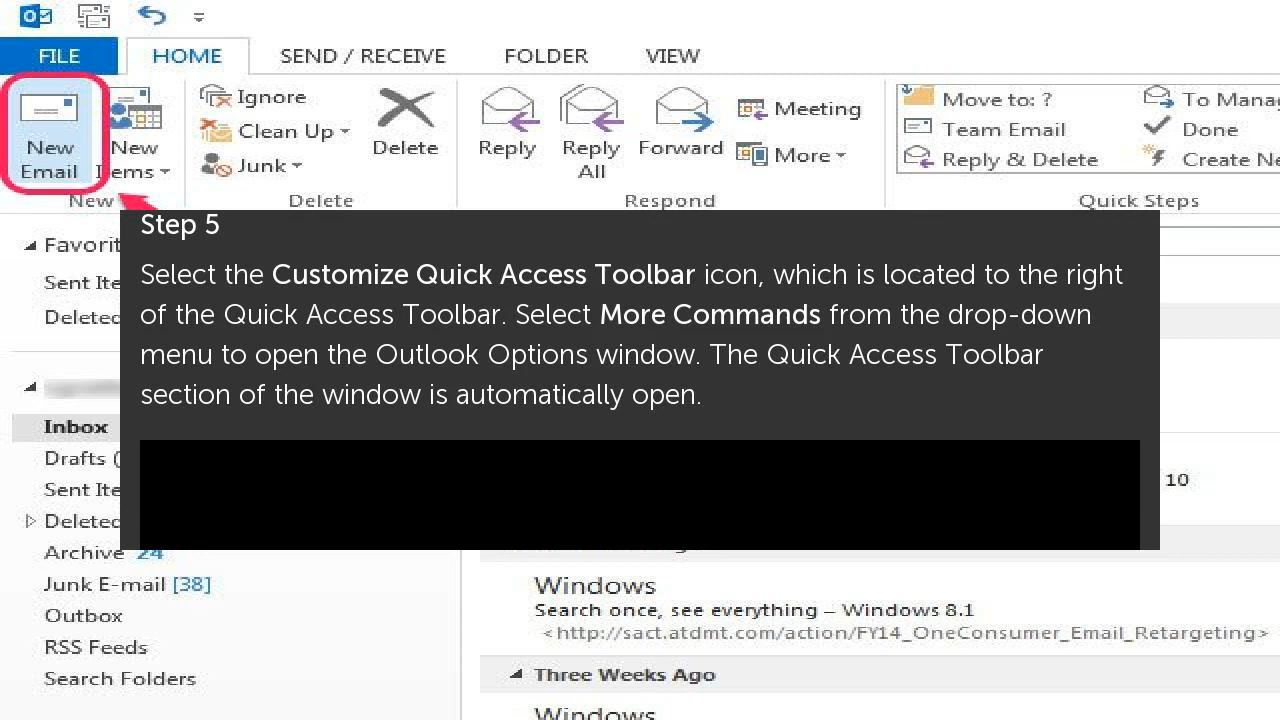 FILE HOME SEND / RECEIVE FOLDER VIEW
New Email
New Items
Ignore
Clean Up
Junk
Delete
Reply
Reply All
Forward
Meeting
More
Move to: ?
Team Email
Reply & Delete
To
Done
Create
New Delete Respond Quick Steps
Step 5
Select the Customize Quick Access Toolbar icon, which is located to the right
of the Quick Access Toolbar. Select More Commands from the drop-down
menu to open the Outlook Options window. The Quick Access Toolbar
section of the window is automatically open.
Sent
Inbox
Drafts
Sent
10
Archive 24
Junk E-mail [38]
Outbox
RSS Feeds
Search Folders
Windows
Search once, see everything – Windows 8.1
<http://sact.atdmt.com/action/FY14_OneConsumer_Email_Retargeting>
Three Weeks Ago
Windows